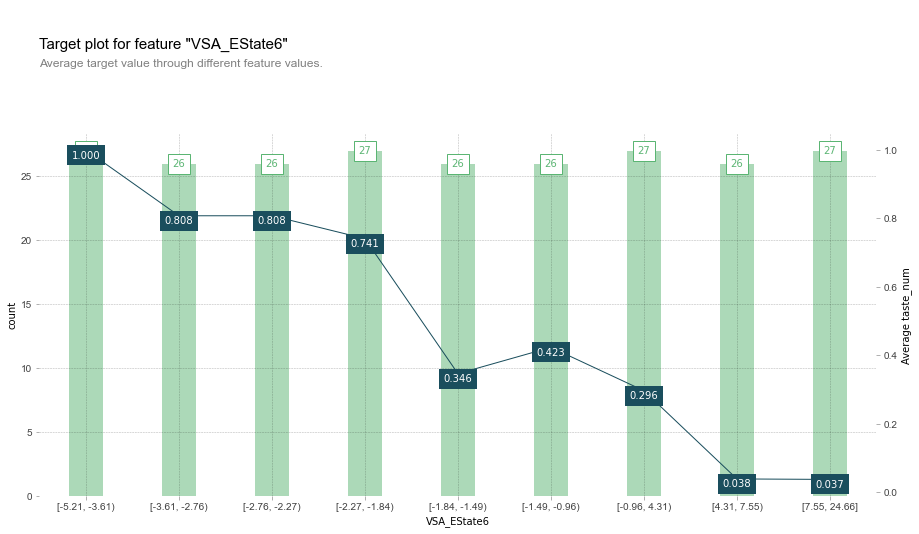 Target plot for feature "VSA_EState6"
Average target value through different feature values.
27 26 26 27
1.000 26 26 26 27
0.808 0.808 0.741 0.346 0.423 0.296 0.038 0.037
25
20
15
10
5
0
count
1.0
0.8
0.6
0.4
0.2
0.0
Average taste_num
[-5.21, -3.61) [-3.61, -2.76) [-2.76, -2.27) [-2.27, -1.84) [-1.84, -1.49) [-1.49, -0.96) [-0.96, 4.31) [4.31, 7.55) [7.55, 24.66]
VSA_EState6